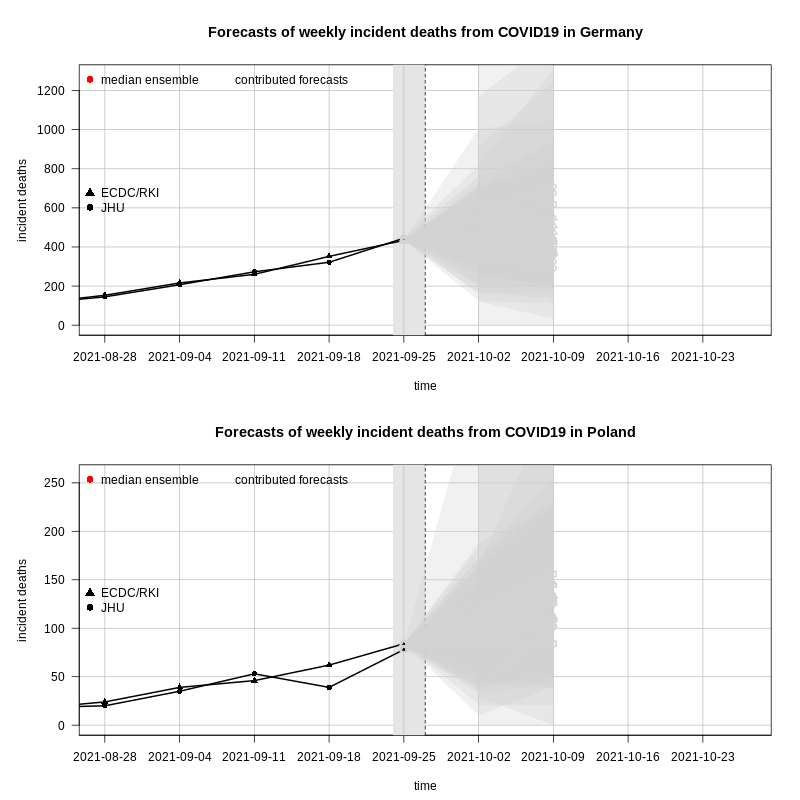 Forecasts of weekly incident deaths from COVID19 in Germany
median ensemble contributed forecasts
ECDC/RKI
JHU
incident deaths
1200
1000
800
600
400
200
0
2021-08-28 2021-09-04 2021-09-11 2021-09-18 2021-09-25 2021-10-02 2021-10-09 2021-10-16 2021-10-23
time
Forecasts of weekly incident deaths from COVID19 in Poland
median ensemble contributed forecasts
ECDC/RKI
JHU
incident deaths
250
200
150
100
50
0
2021-08-28 2021-09-04 2021-09-11 2021-09-18 2021-09-25 2021-10-02 2021-10-09 2021-10-16 2021-10-23
time